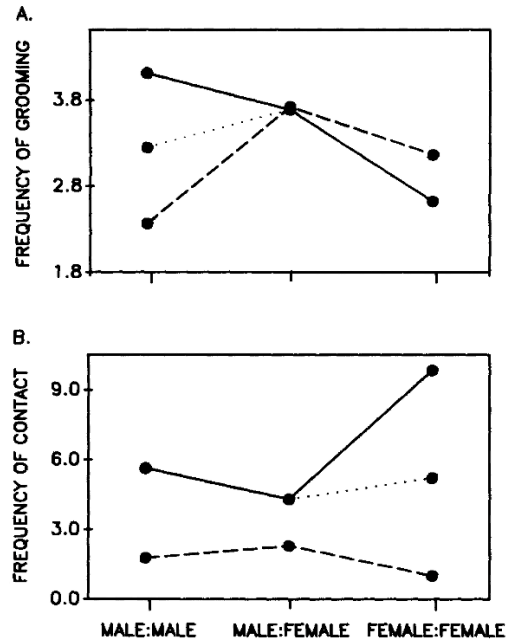 A.
FREQUENCY OF GROOMING
3.8
2.8
1.8
B.
FREQUENCY OF CONTACT
9.0
6.0
3.0
0.0
MALE:MALE MALE:FEMALE FEMALE:FEMALE